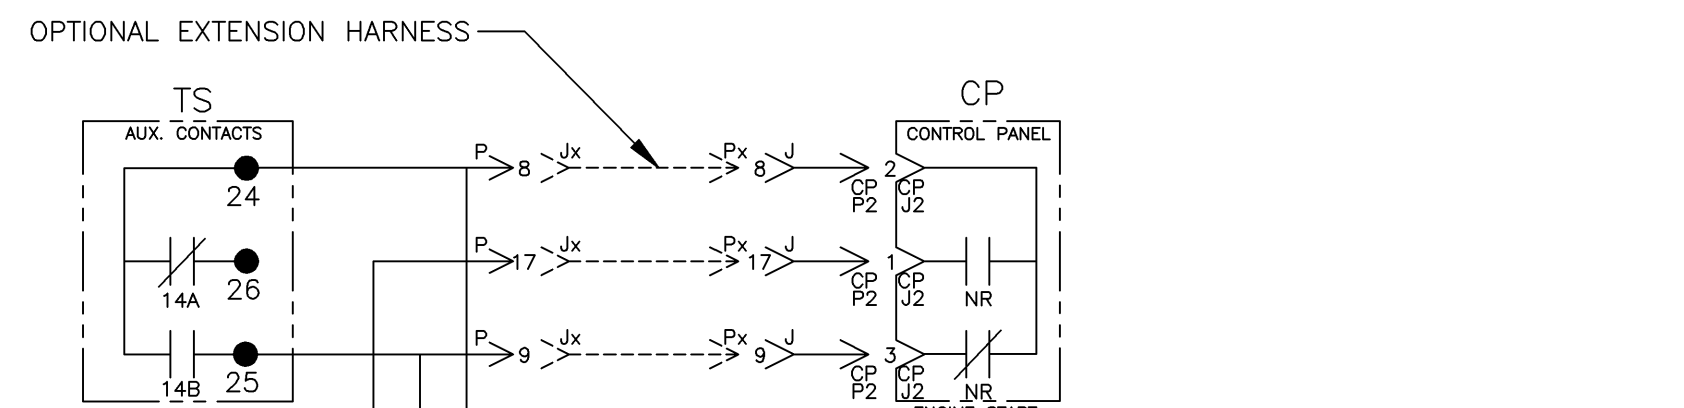 OPTIONAL EXTENSION HARNESS
TS
CP
AUX. CONTACTS
CONTROL PANEL
P 8 Jx Px 8 J 2
24
CP CP
P2 J2
P 17 Jx Px 17 J 1
26
CP CP
P2 J2
14A
NR
P 9 Jx Px 9 J 3
25
CP CP
P2 J2
14B
NR
ENGINE START